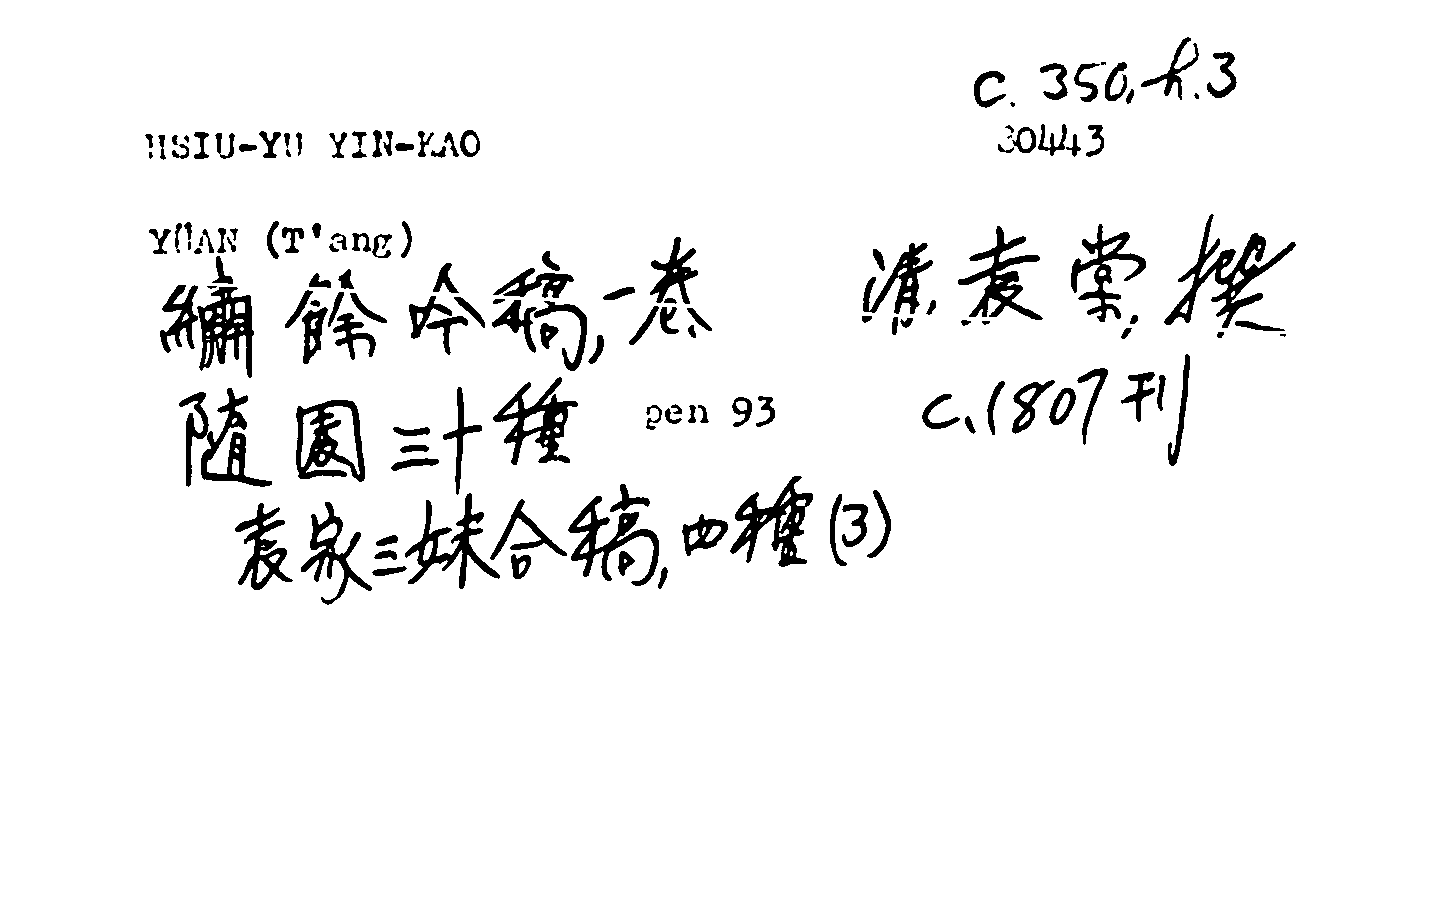 c. 350, h. 3
30443
HSIU-YU YIN-KAO
YÜAN (T'ang)
繡餘吟稿, 一卷 清, 袁棠, 撰
隨園三十種 pen 93 c. 1807 刊
袁家三妹合稿, 四種 (3)